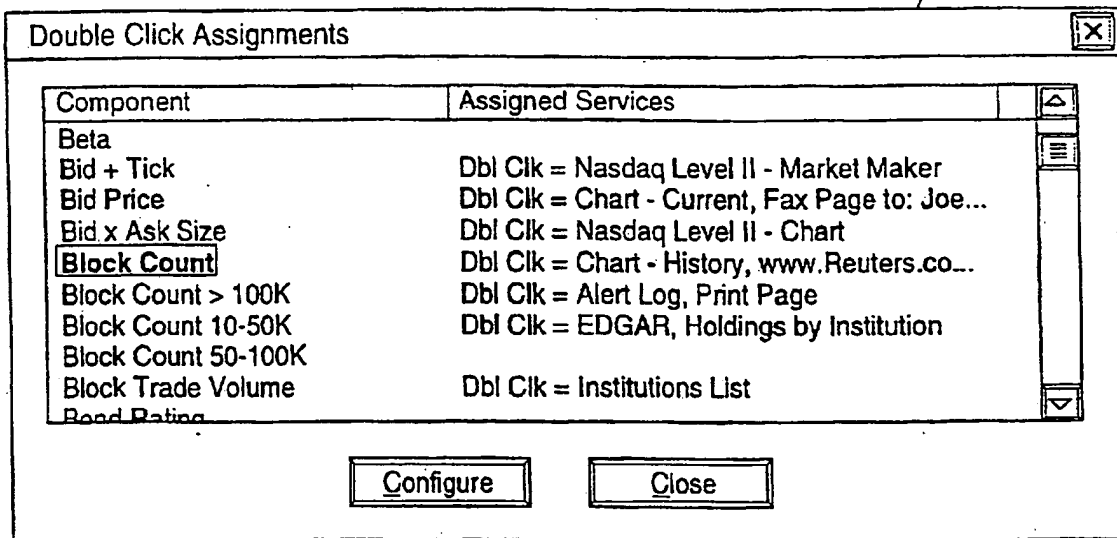 Double Click Assignments
Component Assigned Services
Beta
Bid + Tick Dbl Clk = Nasdaq Level II - Market Maker
Bid Price Dbl Clk = Chart - Current, Fax Page to: Joe...
Bid x Ask Size Dbl Clk = Nasdaq Level II - Chart
Block Count Dbl Clk = Chart - History, www.Reuters.co...
Block Count > 100K Dbl Clk = Alert Log, Print Page
Block Count 10-50K Dbl Clk = EDGAR, Holdings by Institution
Block Count 50-100K
Block Trade Volume Dbl Clk = Institutions List
Bond Rating
Configure Close